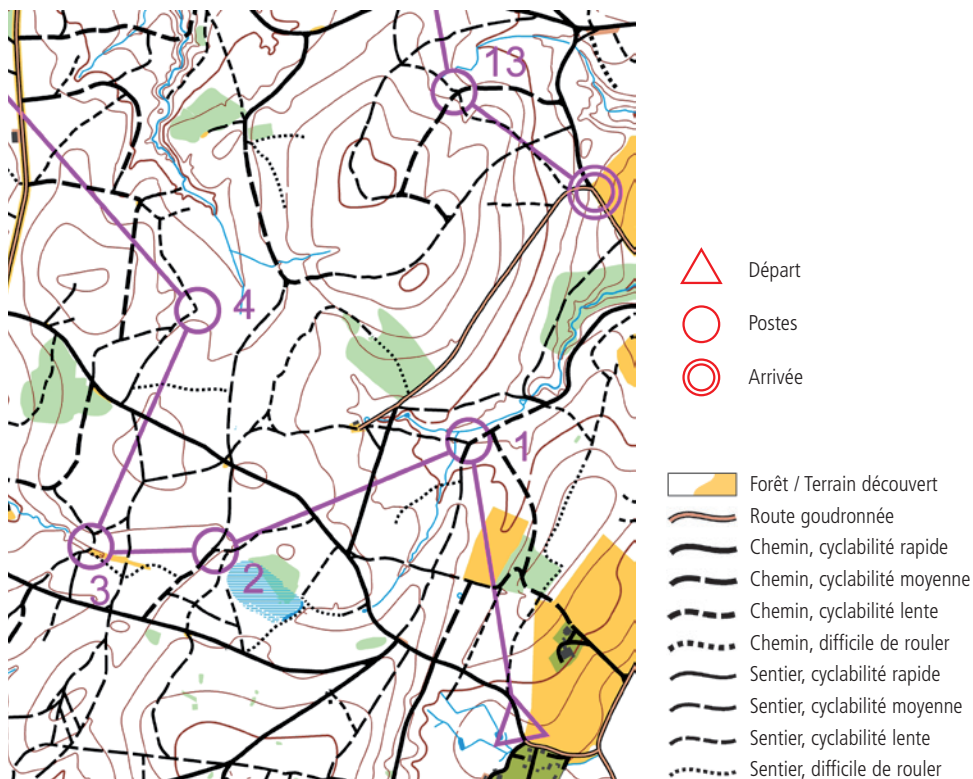 13
4
1
2
3
Départ
Postes
Arrivée
Forêt / Terrain découvert
Route goudronnée
Chemin, cyclabilité rapide
Chemin, cyclabilité moyenne
Chemin, cyclabilité lente
Chemin, difficile de rouler
Sentier, cyclabilité rapide
Sentier, cyclabilité moyenne
Sentier, cyclabilité lente
Sentier, difficile de rouler